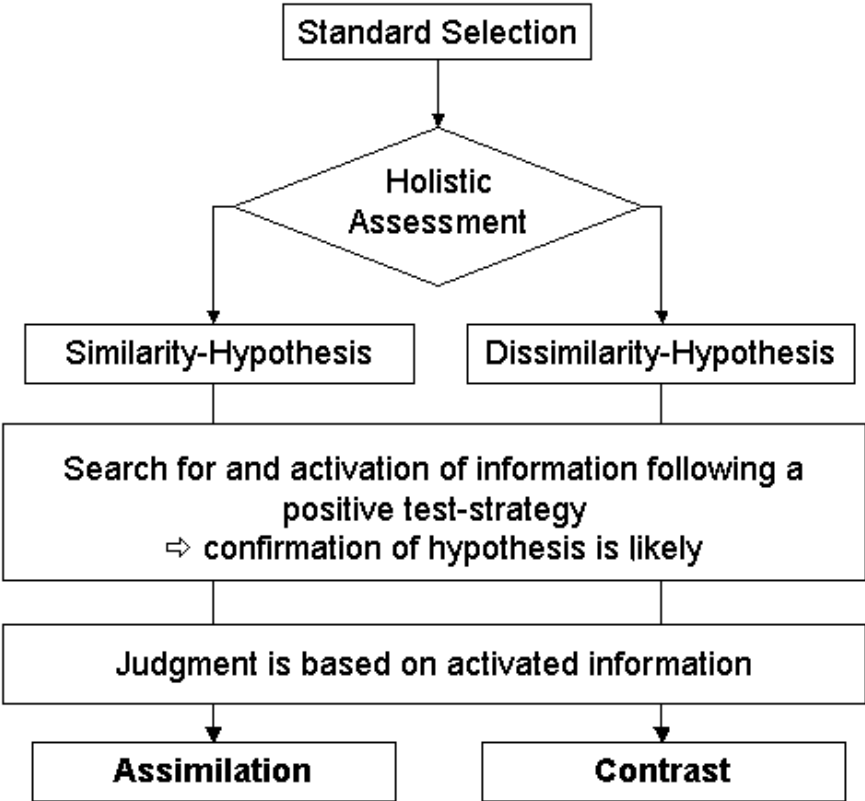 Standard Selection
Holistic
Assessment
Similarity-Hypothesis
Dissimilarity-Hypothesis
Search for and activation of information following a
positive test-strategy
⇨ confirmation of hypothesis is likely
Judgment is based on activated information
Assimilation
Contrast